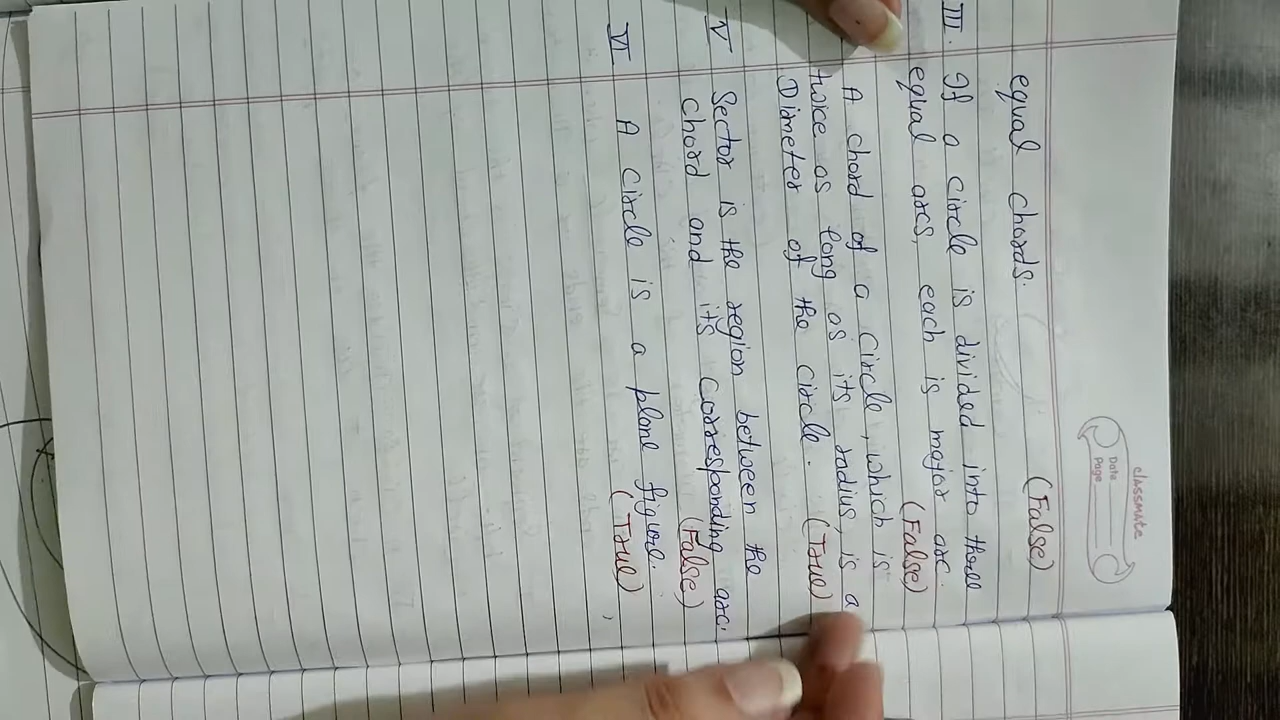 classmate
Date
Page
equal chords.
(False)
III. If a circle is divided into three
equal arcs, each is major arc.
(False)
A chord of a circle, which is
twice as long as its radius, is a
Dimeter of the circle. (True)
V Sector is the region between the
chord and its corresponding arc.
(False)
VI A circle is a plane figure.
(True)